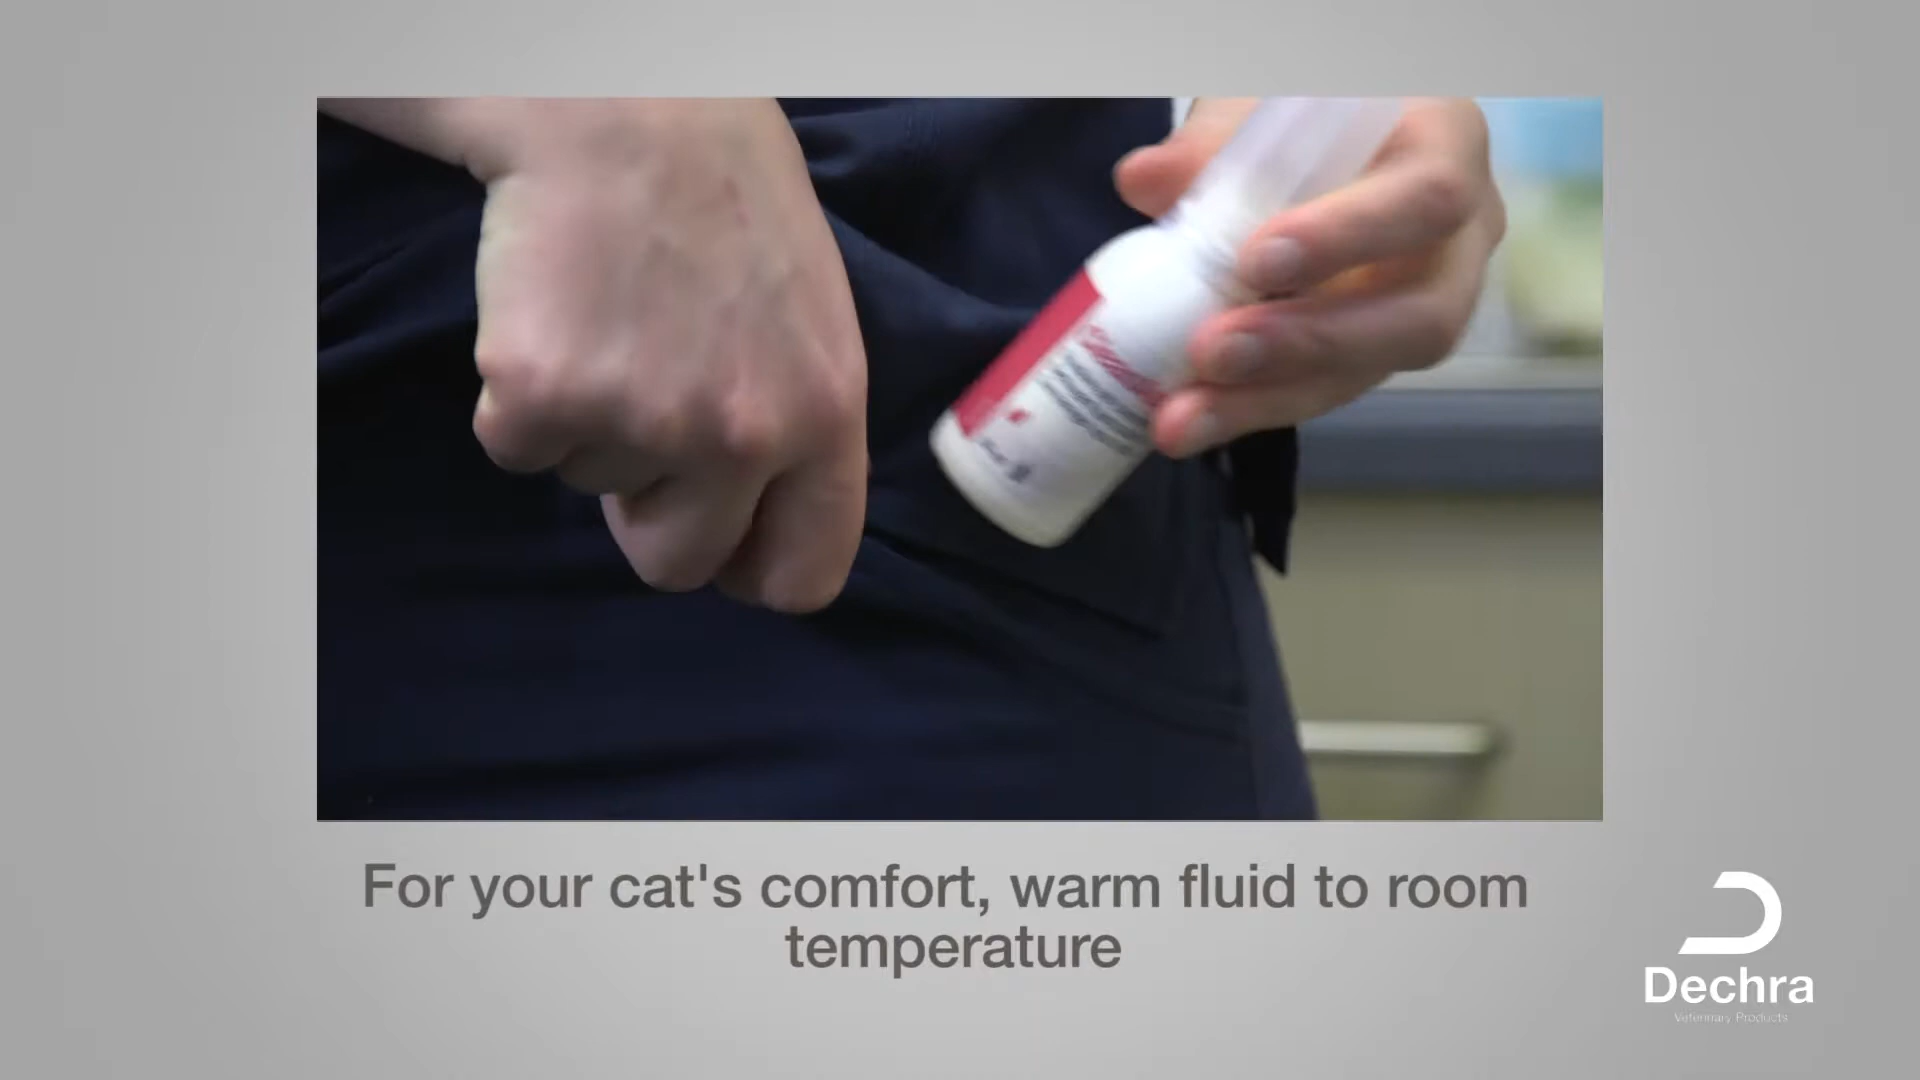 For your cat's comfort, warm fluid to room
temperature
Dechra
Veterinary Products